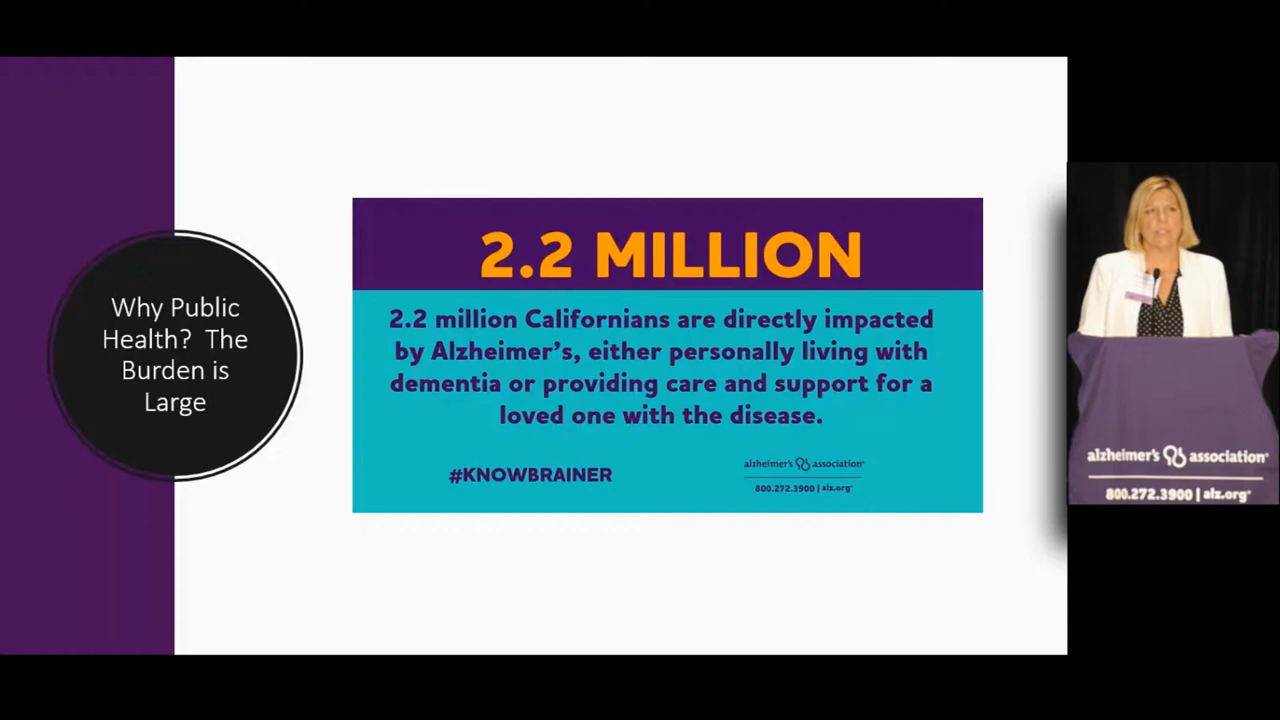 Why Public
Health? The
Burden is
Large
2.2 MILLION
2.2 million Californians are directly impacted
by Alzheimer's, either personally living with
dementia or providing care and support for a
loved one with the disease.
#KNOWBRAINER
alzheimer's association®
800.272.3900 | alz.org®
alzheimer's association®
800.272.3900 | alz.org®